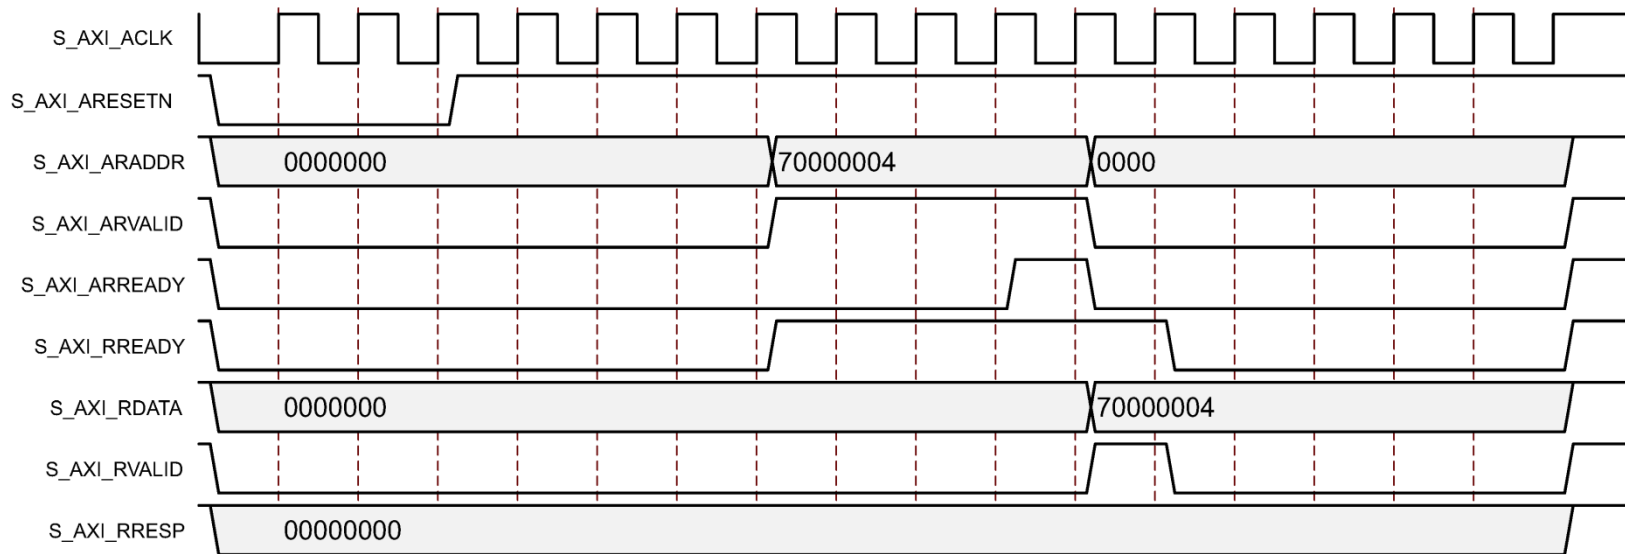 S_AXI_ACLK
S_AXI_ARESETN
S_AXI_ARADDR 0000000 70000004 0000
S_AXI_ARVALID
S_AXI_ARREADY
S_AXI_RREADY
S_AXI_RDATA 0000000 70000004
S_AXI_RVALID
S_AXI_RRESP 00000000